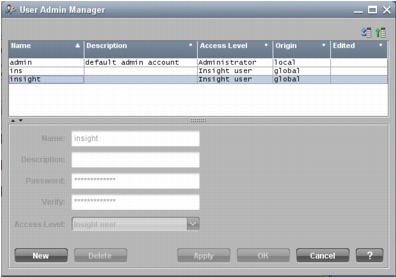 User Admin Manager
Name Description Access Level Origin Edited
admin default admin account Administrator local
ins Insight user global
insight Insight user global
Name: insight
Description:
Password: *************
Verify: *************
Access Level: Insight user
New Delete Apply OK Cancel ?